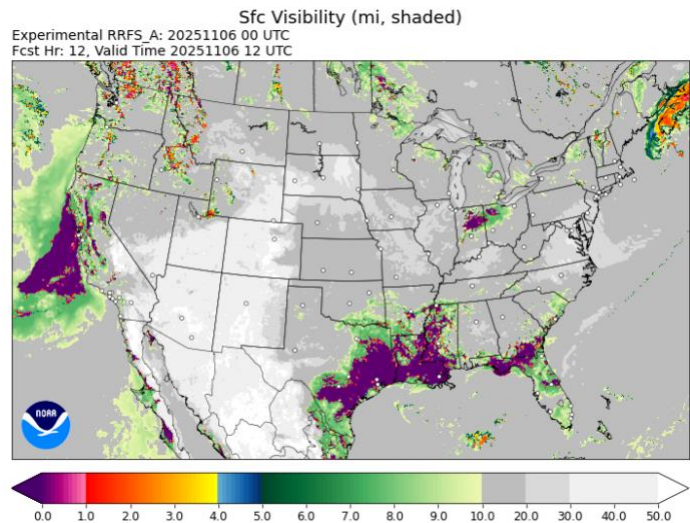 Sfc Visibility (mi, shaded)
Experimental RRFS_A: 20251106 00 UTC
Fcst Hr: 12, Valid Time 20251106 12 UTC
NOAA
0.0 1.0 2.0 3.0 4.0 5.0 6.0 7.0 8.0 9.0 10.0 20.0 30.0 40.0 50.0